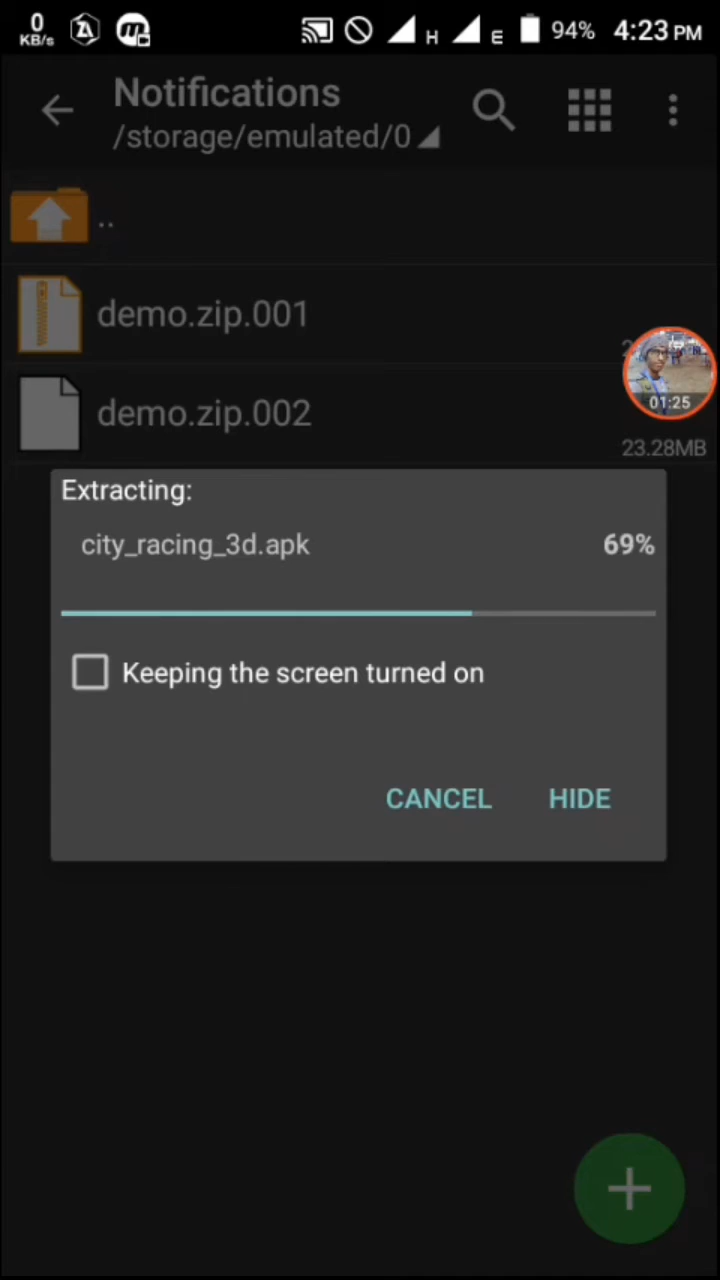 0
KB/s
H
E
94%
4:23 PM
Notifications
/storage/emulated/0
..
demo.zip.001
demo.zip.002
01:25
23.28MB
Extracting:
city_racing_3d.apk
69%
Keeping the screen turned on
CANCEL
HIDE